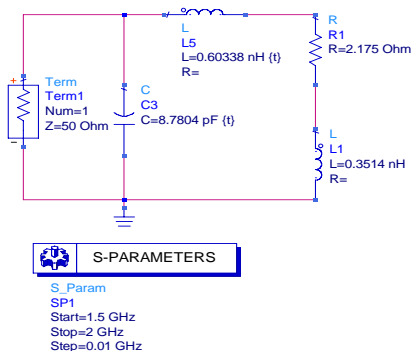 L
L5
L=0.60338 nH {t}
R=
R
R1
R=2.175 Ohm
+
Term
Term1
Num=1
Z=50 Ohm
-
C
C3
C=8.7804 pF {t}
L
L1
L=0.3514 nH
R=
S-PARAMETERS
S_Param
SP1
Start=1.5 GHz
Stop=2 GHz
Step=0.01 GHz